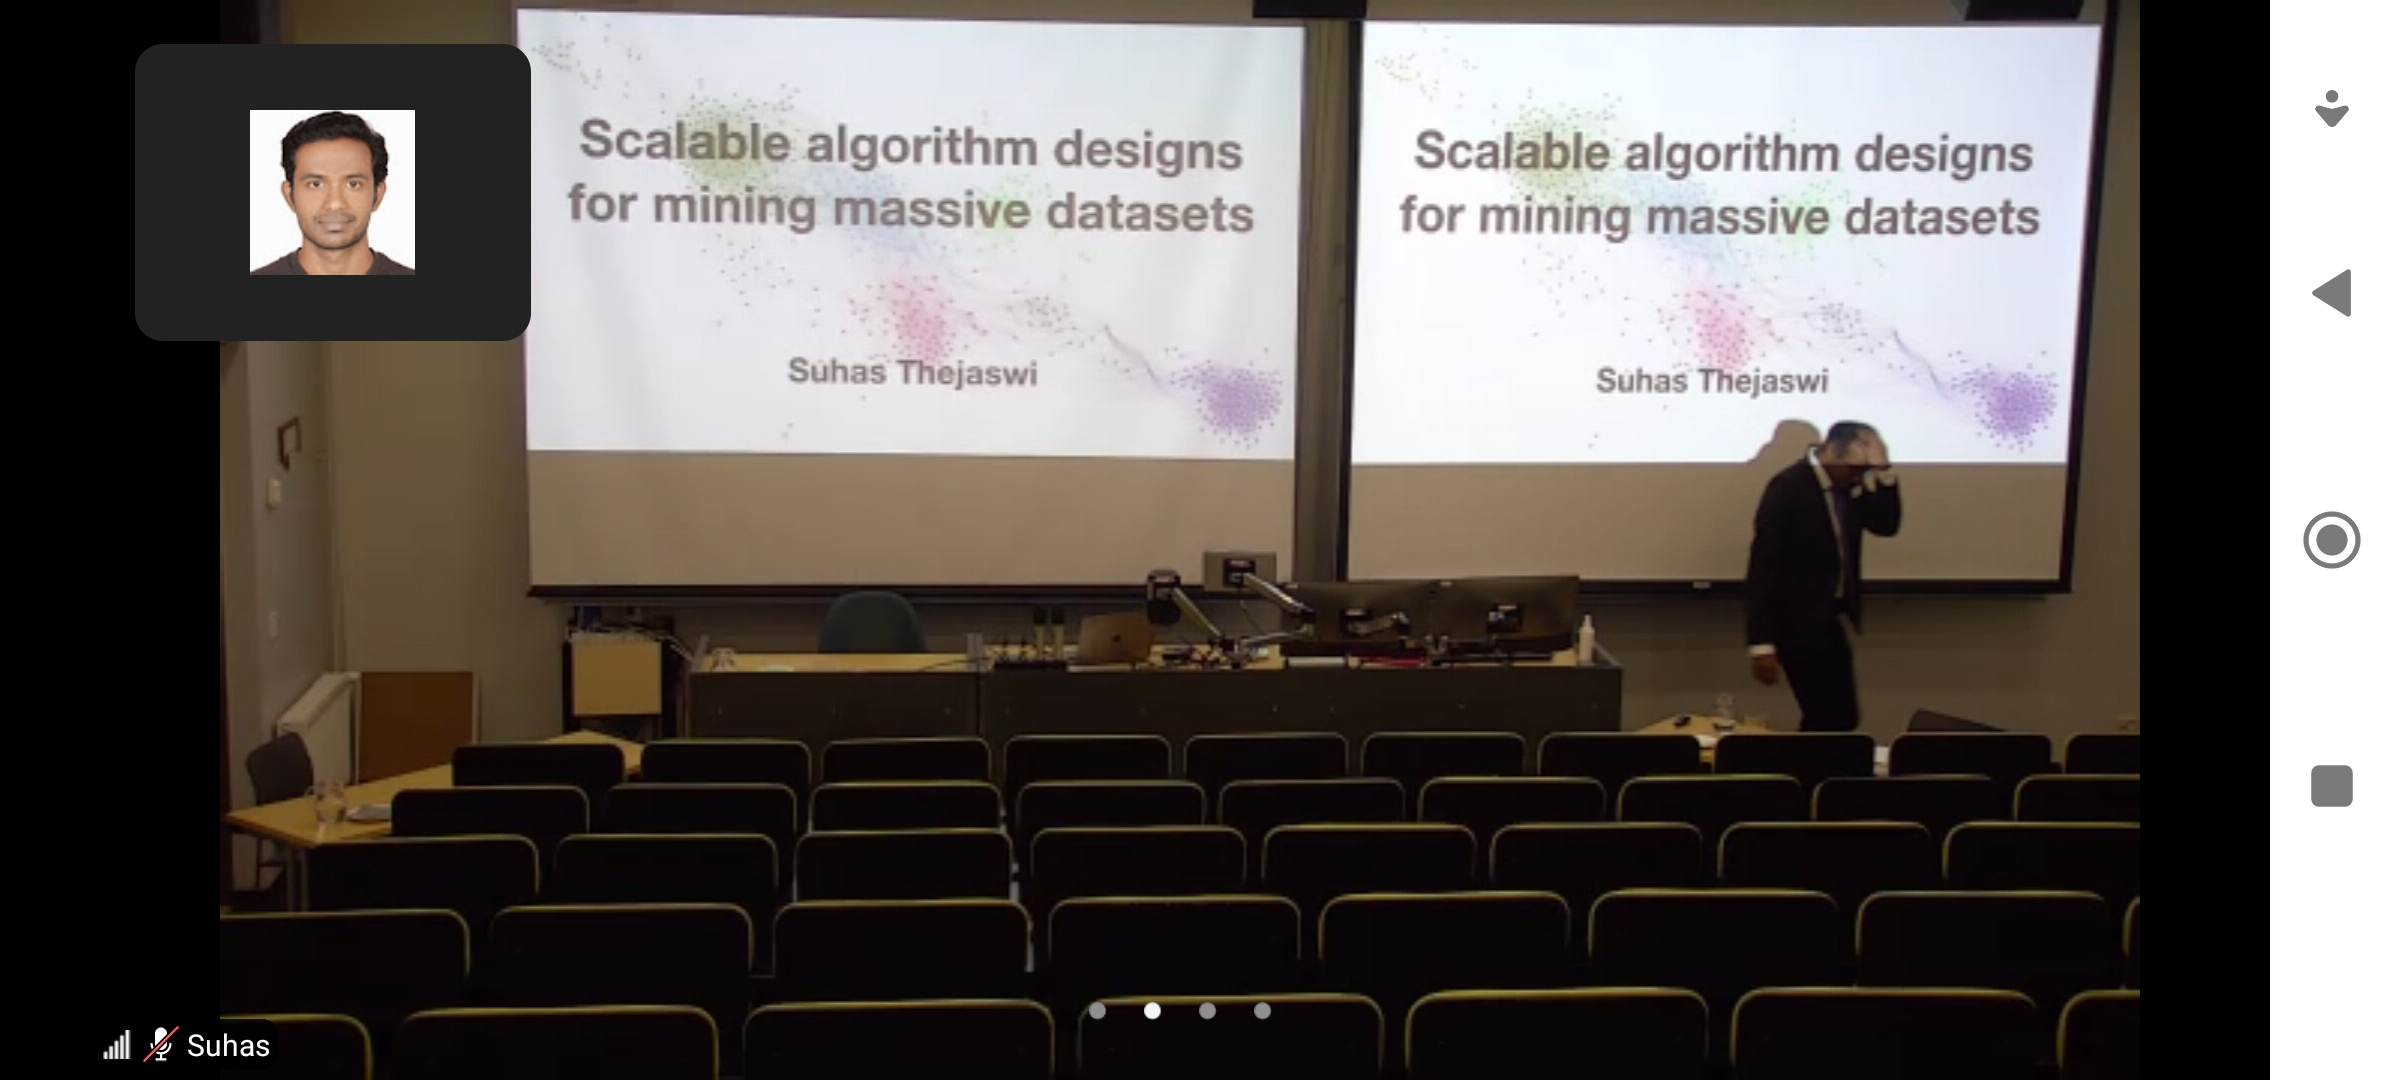 Scalable algorithm designs
for mining massive datasets
Suhas Thejaswi
Scalable algorithm designs
for mining massive datasets
Suhas Thejaswi
Suhas